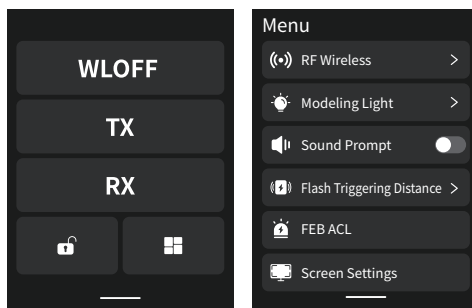 WLOFF
TX
RX
Menu
RF Wireless
Modeling Light
Sound Prompt
Flash Triggering Distance
FEB ACL
Screen Settings